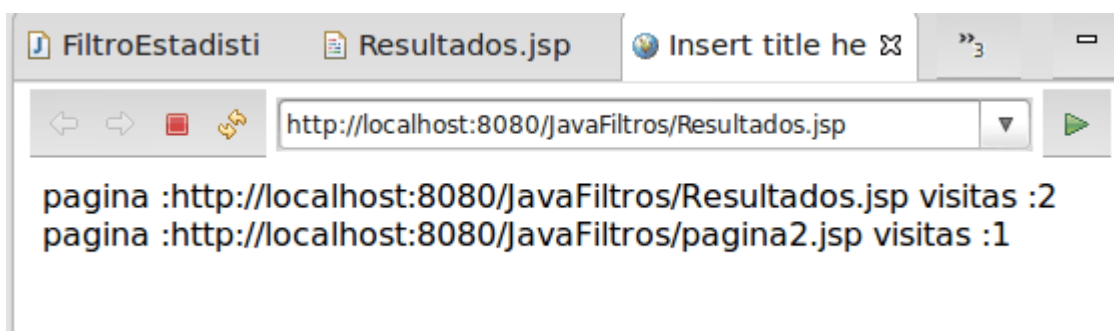 FiltroEstadisti Resultados.jsp Insert title he »3
http://localhost:8080/JavaFiltros/Resultados.jsp
pagina :http://localhost:8080/JavaFiltros/Resultados.jsp visitas :2
pagina :http://localhost:8080/JavaFiltros/pagina2.jsp visitas :1